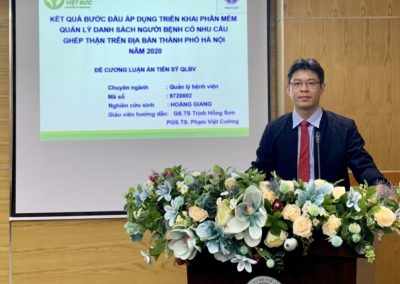 VIỆT ĐỨC
KẾT QUẢ BƯỚC ĐẦU ÁP DỤNG TRIỂN KHAI PHẦN MỀM
QUẢN LÝ DANH SÁCH NGƯỜI BỆNH CÓ NHU CẦU
GHÉP THẬN TRÊN ĐỊA BÀN THÀNH PHỐ HÀ NỘI
NĂM 2020
ĐỀ CƯƠNG LUẬN ÁN TIẾN SỸ QLBV
Chuyên ngành : Quản lý bệnh viện
Mã số : 9720802
Nghiên cứu sinh : HOÀNG GIANG
Giáo viên hướng dẫn: GS.TS Trịnh Hồng Sơn
PGS.TS. Phạm Việt Cường